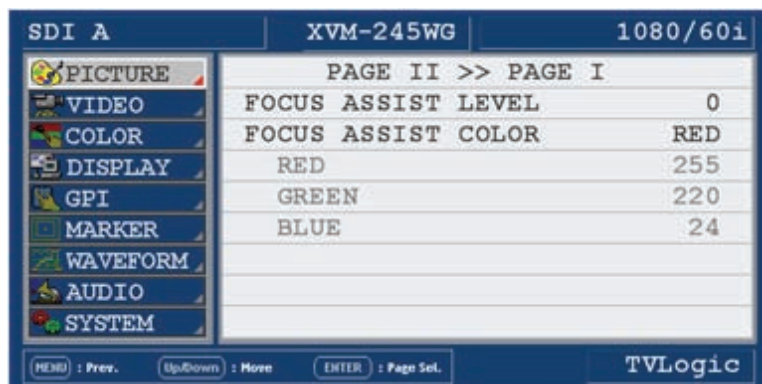 SDI A XVM-245WG 1080/60i
PICTURE
VIDEO
COLOR
DISPLAY
GPI
MARKER
WAVEFORM
AUDIO
SYSTEM
PAGE II >> PAGE I
FOCUS ASSIST LEVEL 0
FOCUS ASSIST COLOR RED
RED 255
GREEN 220
BLUE 24
MENU : Prev. Up/Down : Move ENTER : Page Sel. TVLogic